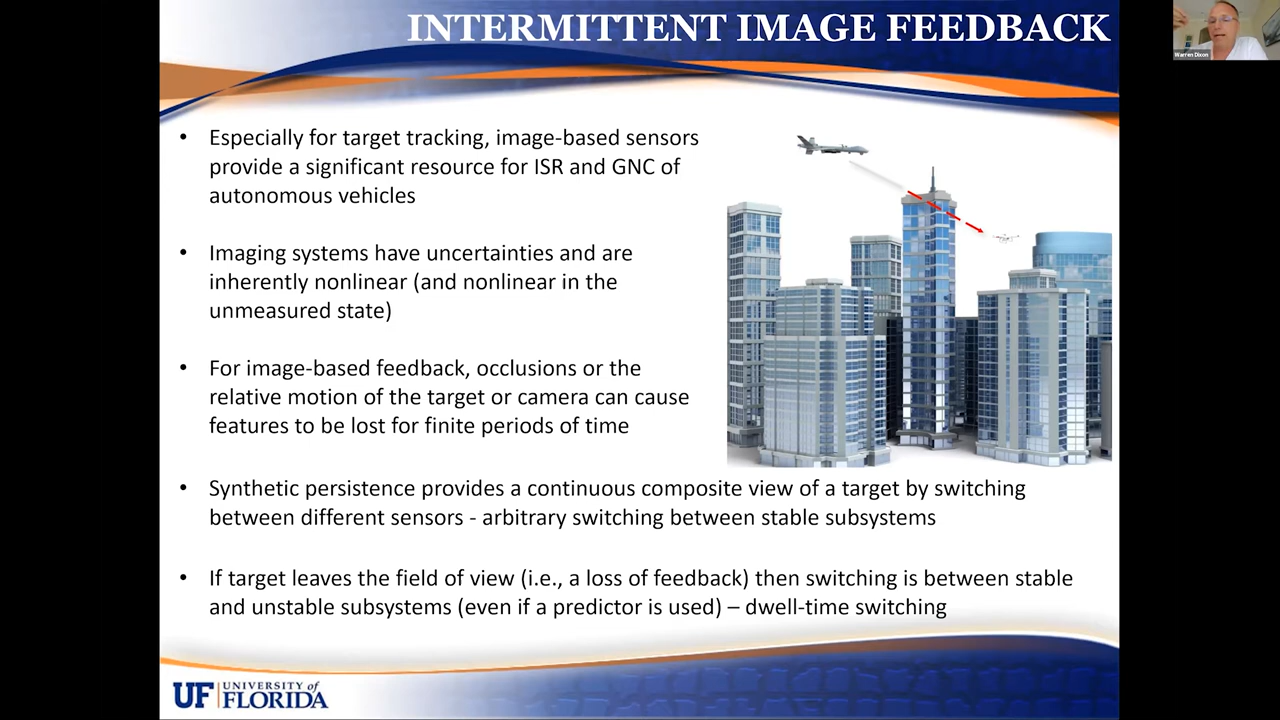 INTERMITTENT IMAGE FEEDBACK
Warren Dixon
• Especially for target tracking, image-based sensors
provide a significant resource for ISR and GNC of
autonomous vehicles
• Imaging systems have uncertainties and are
inherently nonlinear (and nonlinear in the
unmeasured state)
• For image-based feedback, occlusions or the
relative motion of the target or camera can cause
features to be lost for finite periods of time
• Synthetic persistence provides a continuous composite view of a target by switching
between different sensors - arbitrary switching between stable subsystems
• If target leaves the field of view (i.e., a loss of feedback) then switching is between stable
and unstable subsystems (even if a predictor is used) – dwell-time switching
UF UNIVERSITY of
FLORIDA